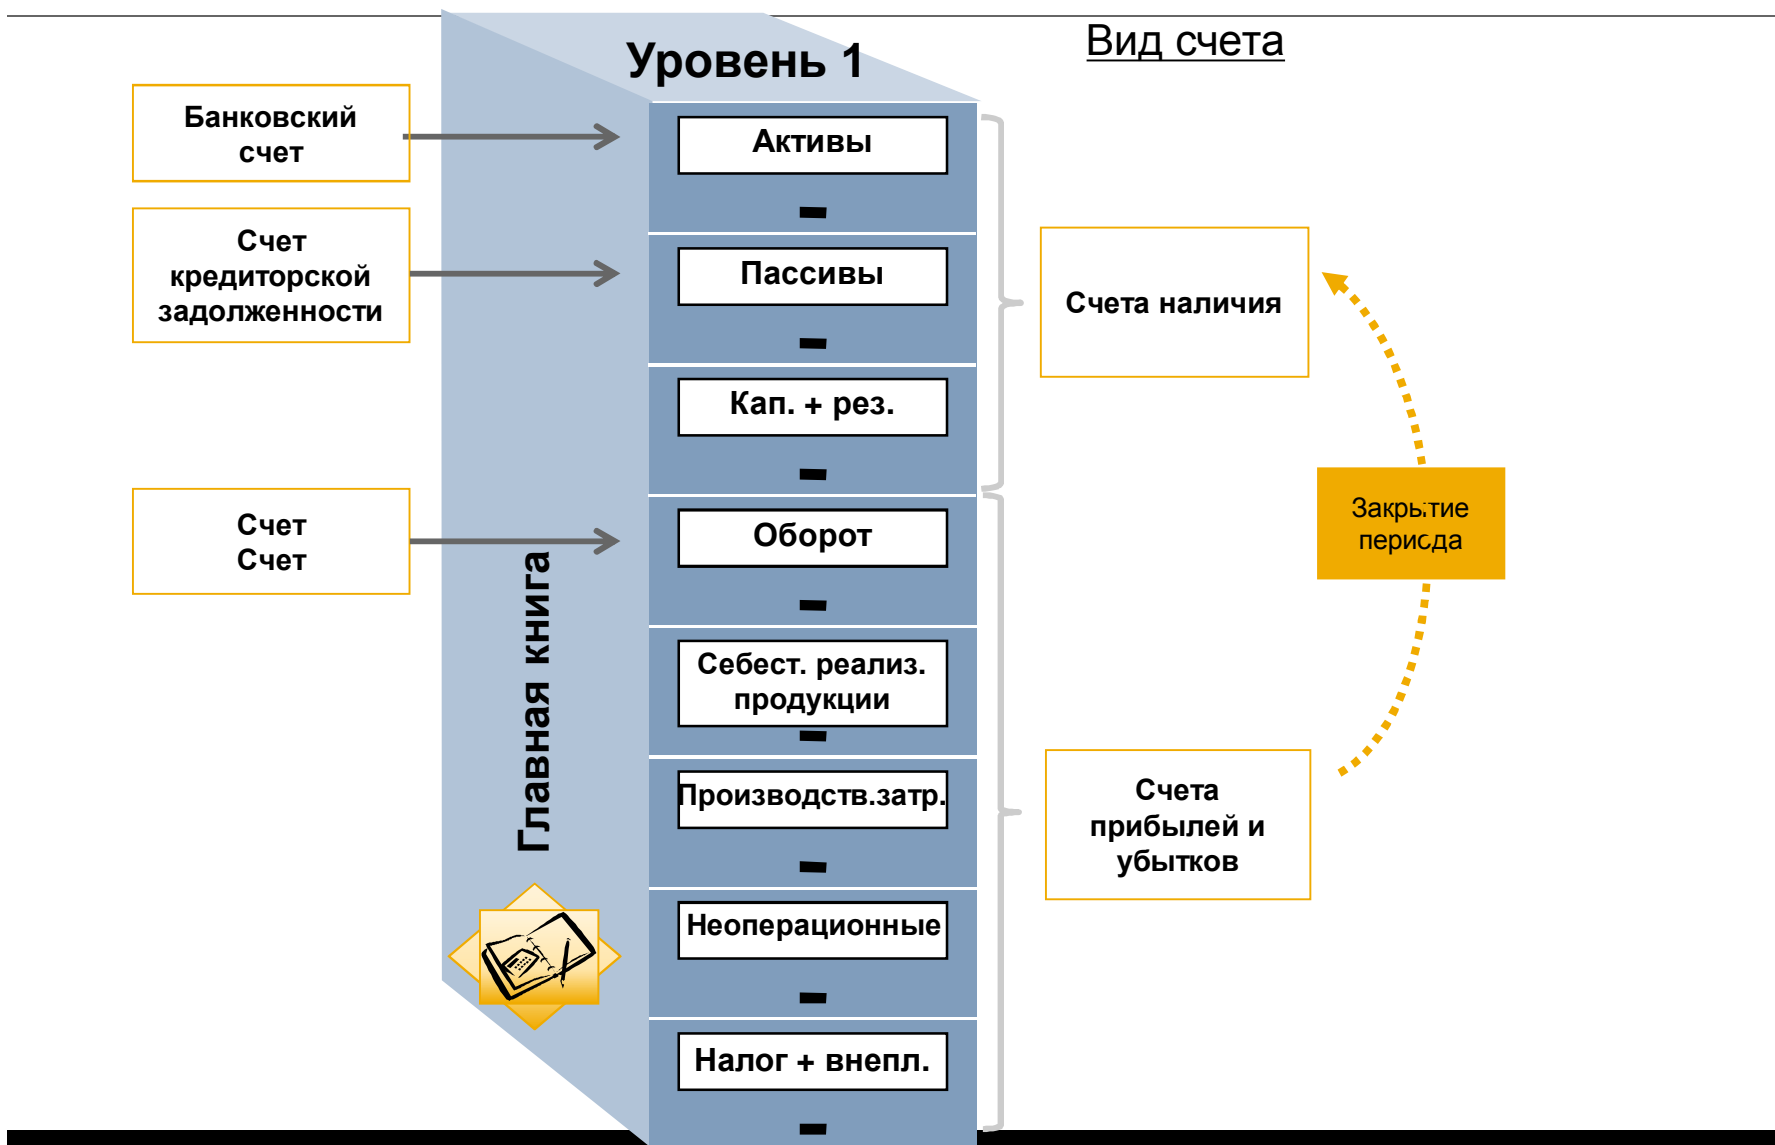 Уровень 1
Вид счета
Банковский
счет
Активы
Счет
кредиторской
задолженности
Пассивы
Счета наличия
Кап. + рез.
Счет
Счет
Оборот
Закрытие
периода
Главная книга
Себест. реализ.
продукции
Производств.затр.
Счета
прибылей и
убытков
Неоперационные
Налог + внепл.